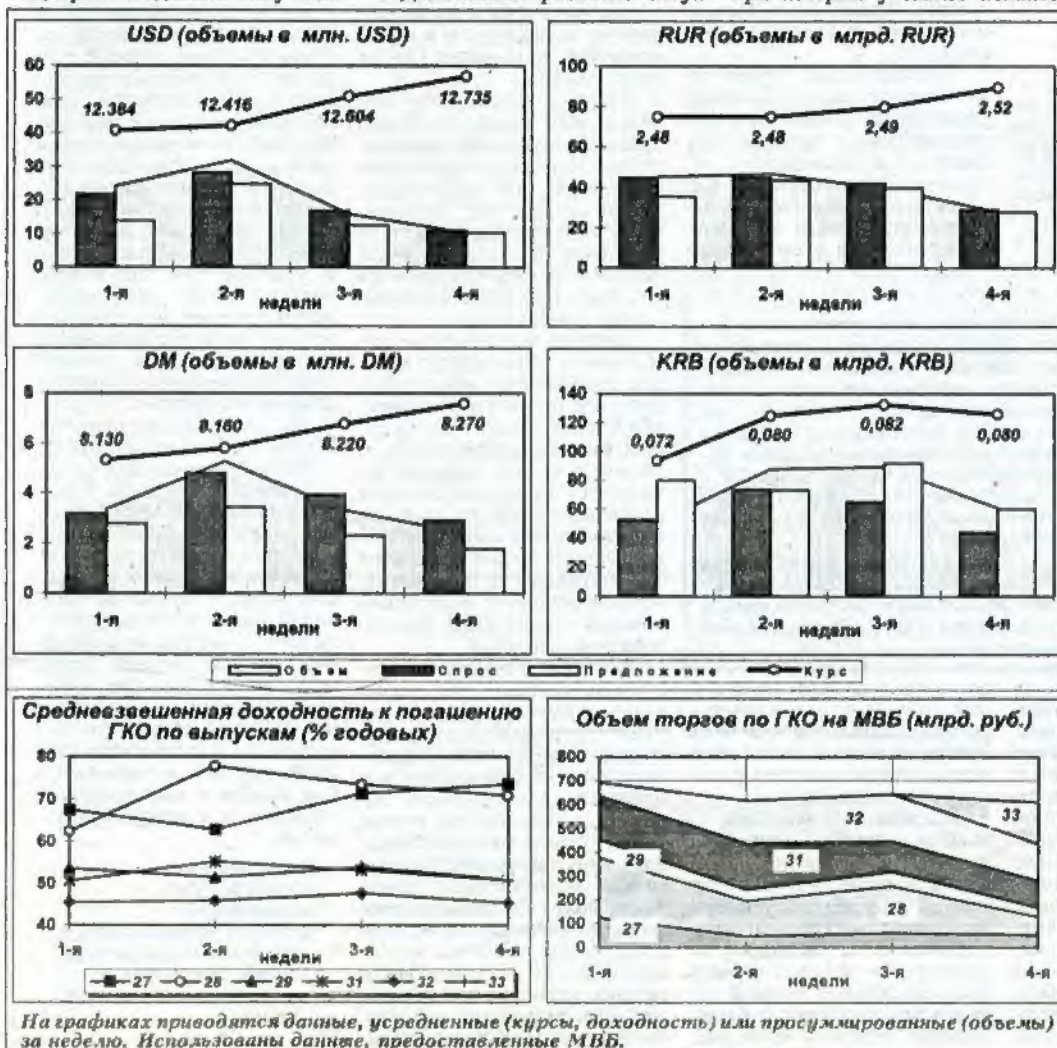 USD (объемы в млн. USD)
60
50
40
30
20
10
0
12.384
12.416
12.604
12.735
1-я
2-я
3-я
4-я
недели
RUR (объемы в млрд. RUR)
100
80
60
40
20
0
2,48
2,48
2,49
2,52
1-я
2-я
3-я
4-я
недели
DM (объемы в млн. DM)
8
6
4
2
0
8.130
8.160
8.220
8.270
1-я
2-я
3-я
4-я
недели
KRB (объемы в млрд. KRB)
140
120
100
80
60
40
20
0
0,072
0,080
0,082
0,080
1-я
2-я
3-я
4-я
недели
Объем Спрос Предложение Курс
Средневзвешенная доходность к погашению
ГКО по выпускам (% годовых)
80
70
60
50
40
1-я
2-я
3-я
4-я
недели
27 28 29 31 32 33
Объем торгов по ГКО на МВБ (млрд. руб.)
800
700
600
500
400
300
200
100
0
29
27
31
32
28
33
1-я
2-я
3-я
4-я
недели
На графиках приводятся данные, усредненные (курсы, доходность) или просуммированные (объемы)
за неделю. Использованы данные, предоставленные МВБ.